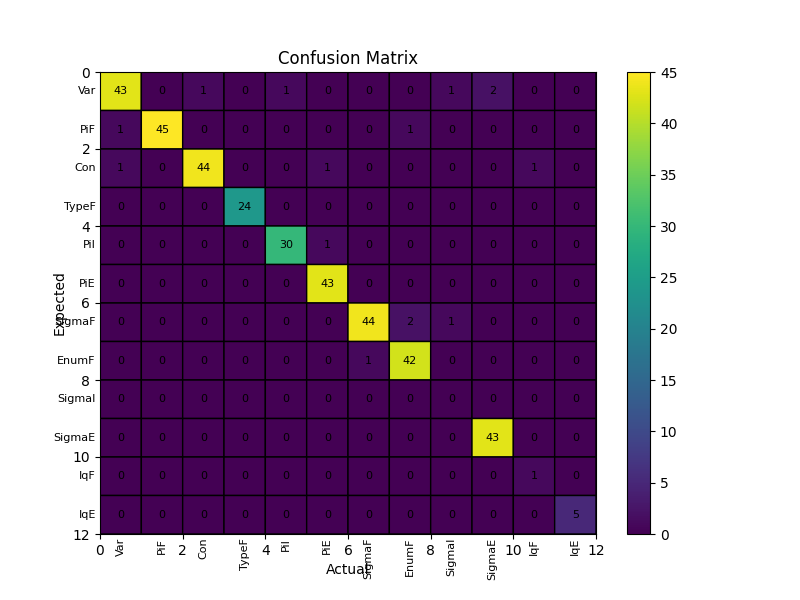 Confusion Matrix
0
Var 43 0 1 0 1 0 0 0 1 2 0 0
PiF 1 45 0 0 0 0 0 1 0 0 0 0
2
Con 1 0 44 0 0 1 0 0 0 0 1 0
TypeF 0 0 0 24 0 0 0 0 0 0 0 0
4
PiI 0 0 0 0 30 1 0 0 0 0 0 0
PiE 0 0 0 0 0 43 0 0 0 0 0 0
Expected
6
SigmaF 0 0 0 0 0 0 44 2 1 0 0 0
EnumF 0 0 0 0 0 0 1 42 0 0 0 0
8
SigmaI 0 0 0 0 0 0 0 0 0 0 0 0
SigmaE 0 0 0 0 0 0 0 0 0 43 0 0
10
IqF 0 0 0 0 0 0 0 0 0 0 1 0
IqE 0 0 0 0 0 0 0 0 0 0 0 5
12
0 2 4 6 8 10 12
Var PiF Con TypeF PiI PiE SigmaF EnumF SigmaI SigmaE IqF IqE
Actual
45
40
35
30
25
20
15
10
5
0